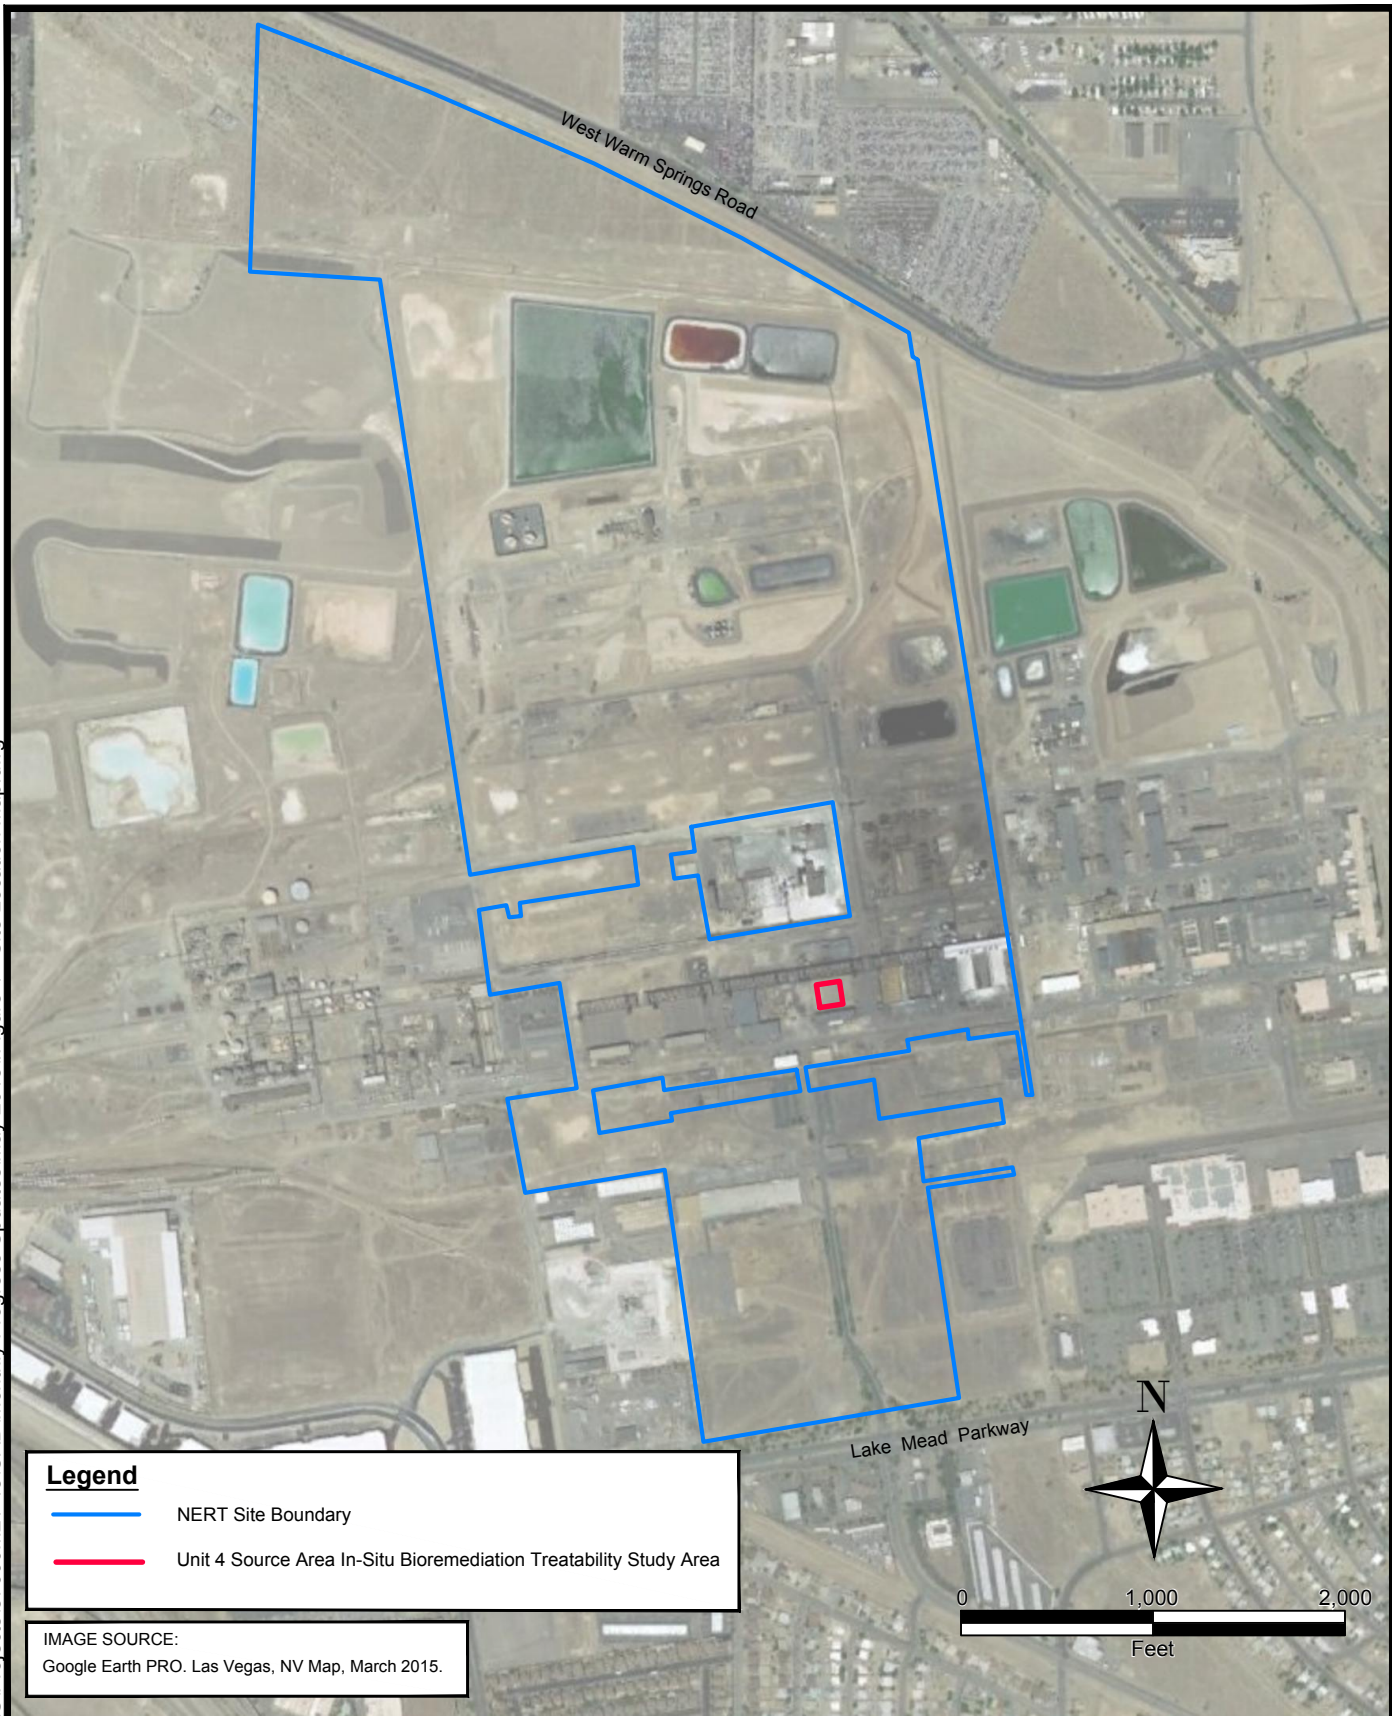 West Warm Springs Road
Lake Mead Parkway
N
Legend
NERT Site Boundary
Unit 4 Source Area In-Situ Bioremediation Treatability Study Area
0 1,000 2,000
Feet
IMAGE SOURCE:
Google Earth PRO. Las Vegas, NV Map, March 2015.